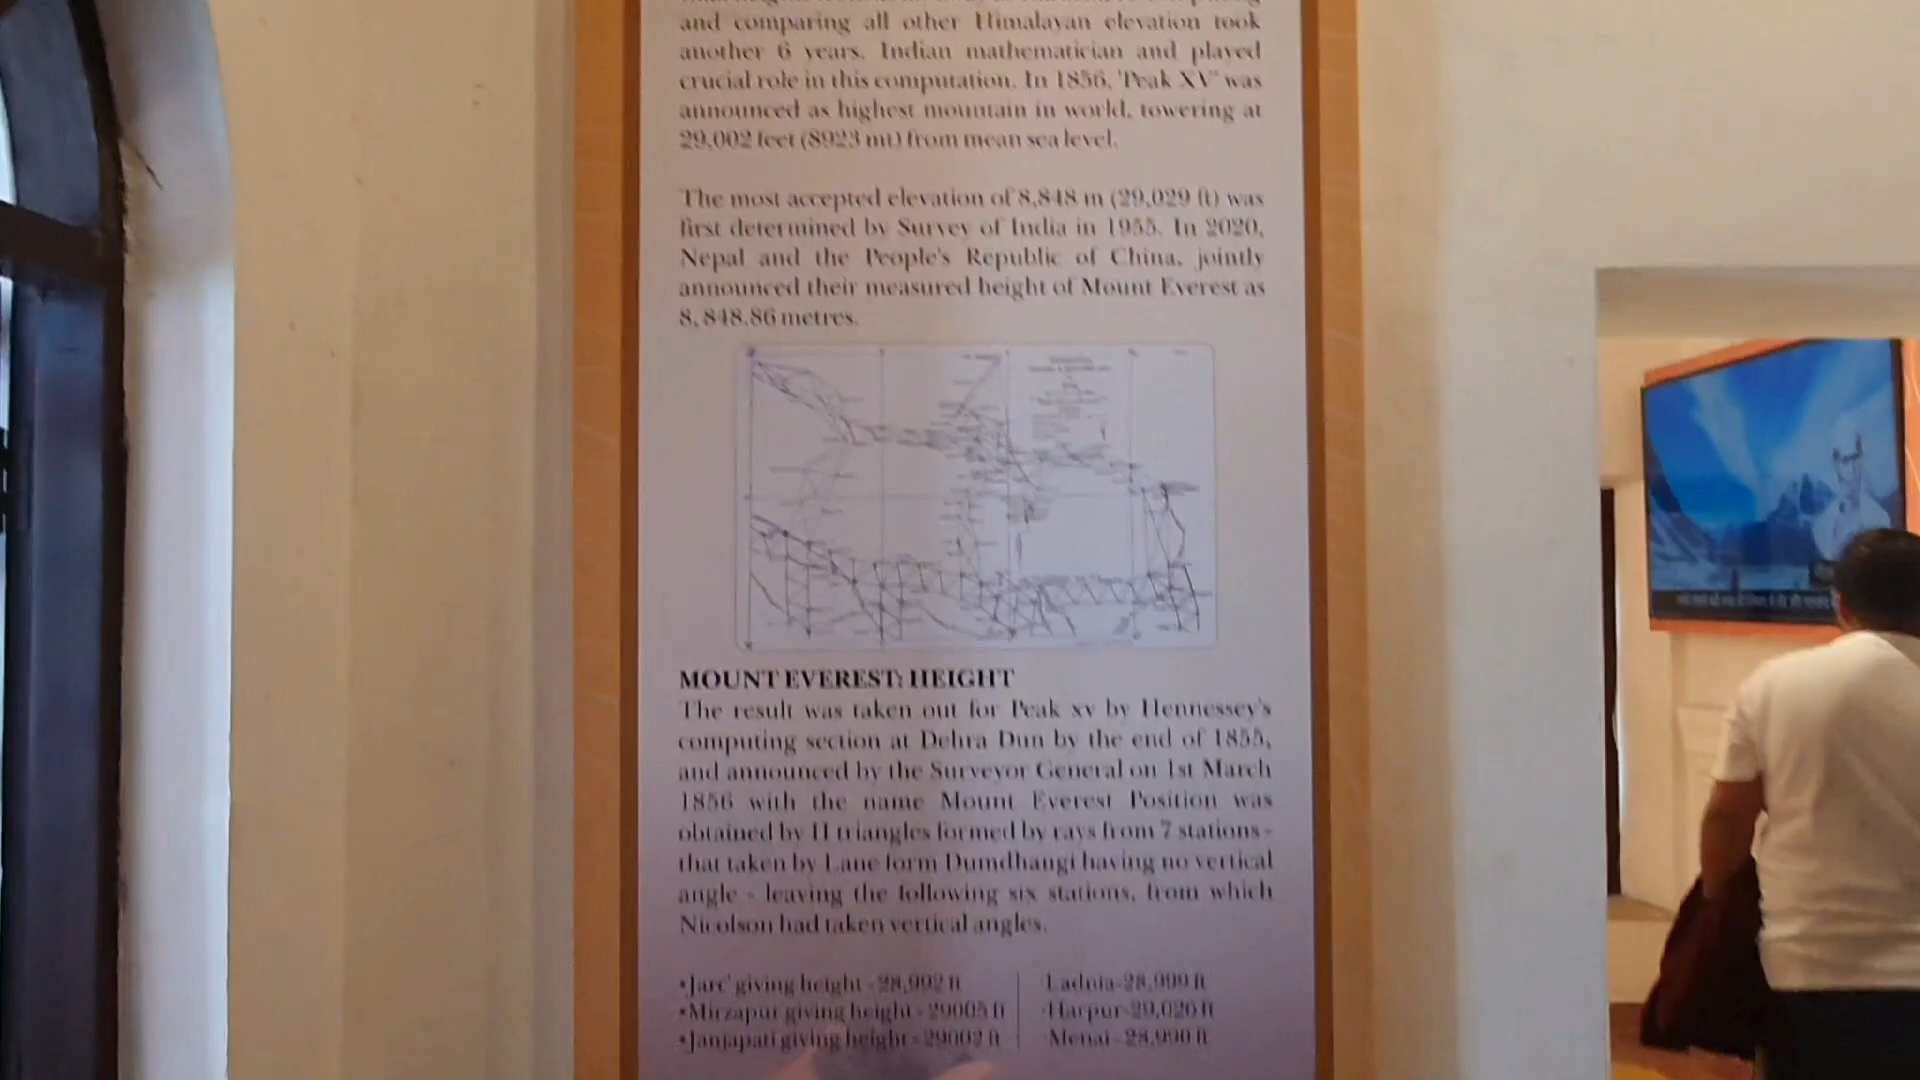 and comparing all other Himalayan elevation took
another 6 years. Indian mathematician and played
crucial role in this computation. In 1856, 'Peak XV' was
announced as highest mountain in world, towering at
29,002 feet (8923 mt) from mean sea level.
The most accepted elevation of 8,848 m (29,029 ft) was
first determined by Survey of India in 1955. In 2020,
Nepal and the People's Republic of China, jointly
announced their measured height of Mount Everest as
8, 848.86 metres.
MOUNT EVEREST: HEIGHT
The result was taken out for Peak xv by Hennessey's
computing section at Dehra Dun by the end of 1855,
and announced by the Surveyor General on 1st March
1856 with the name Mount Everest Position was
obtained by 11 triangles formed by rays from 7 stations -
that taken by Lane form Dumdhangi having no vertical
angle - leaving the following six stations, from which
Nicolson had taken vertical angles.
•Jare' giving height - 28,992 ft
•Mirzapur giving height - 29005 ft
•Janjapati giving height - 29002 ft
Ladnia-28,999 ft
Harpur-29,026 ft
Menai - 28,990 ft